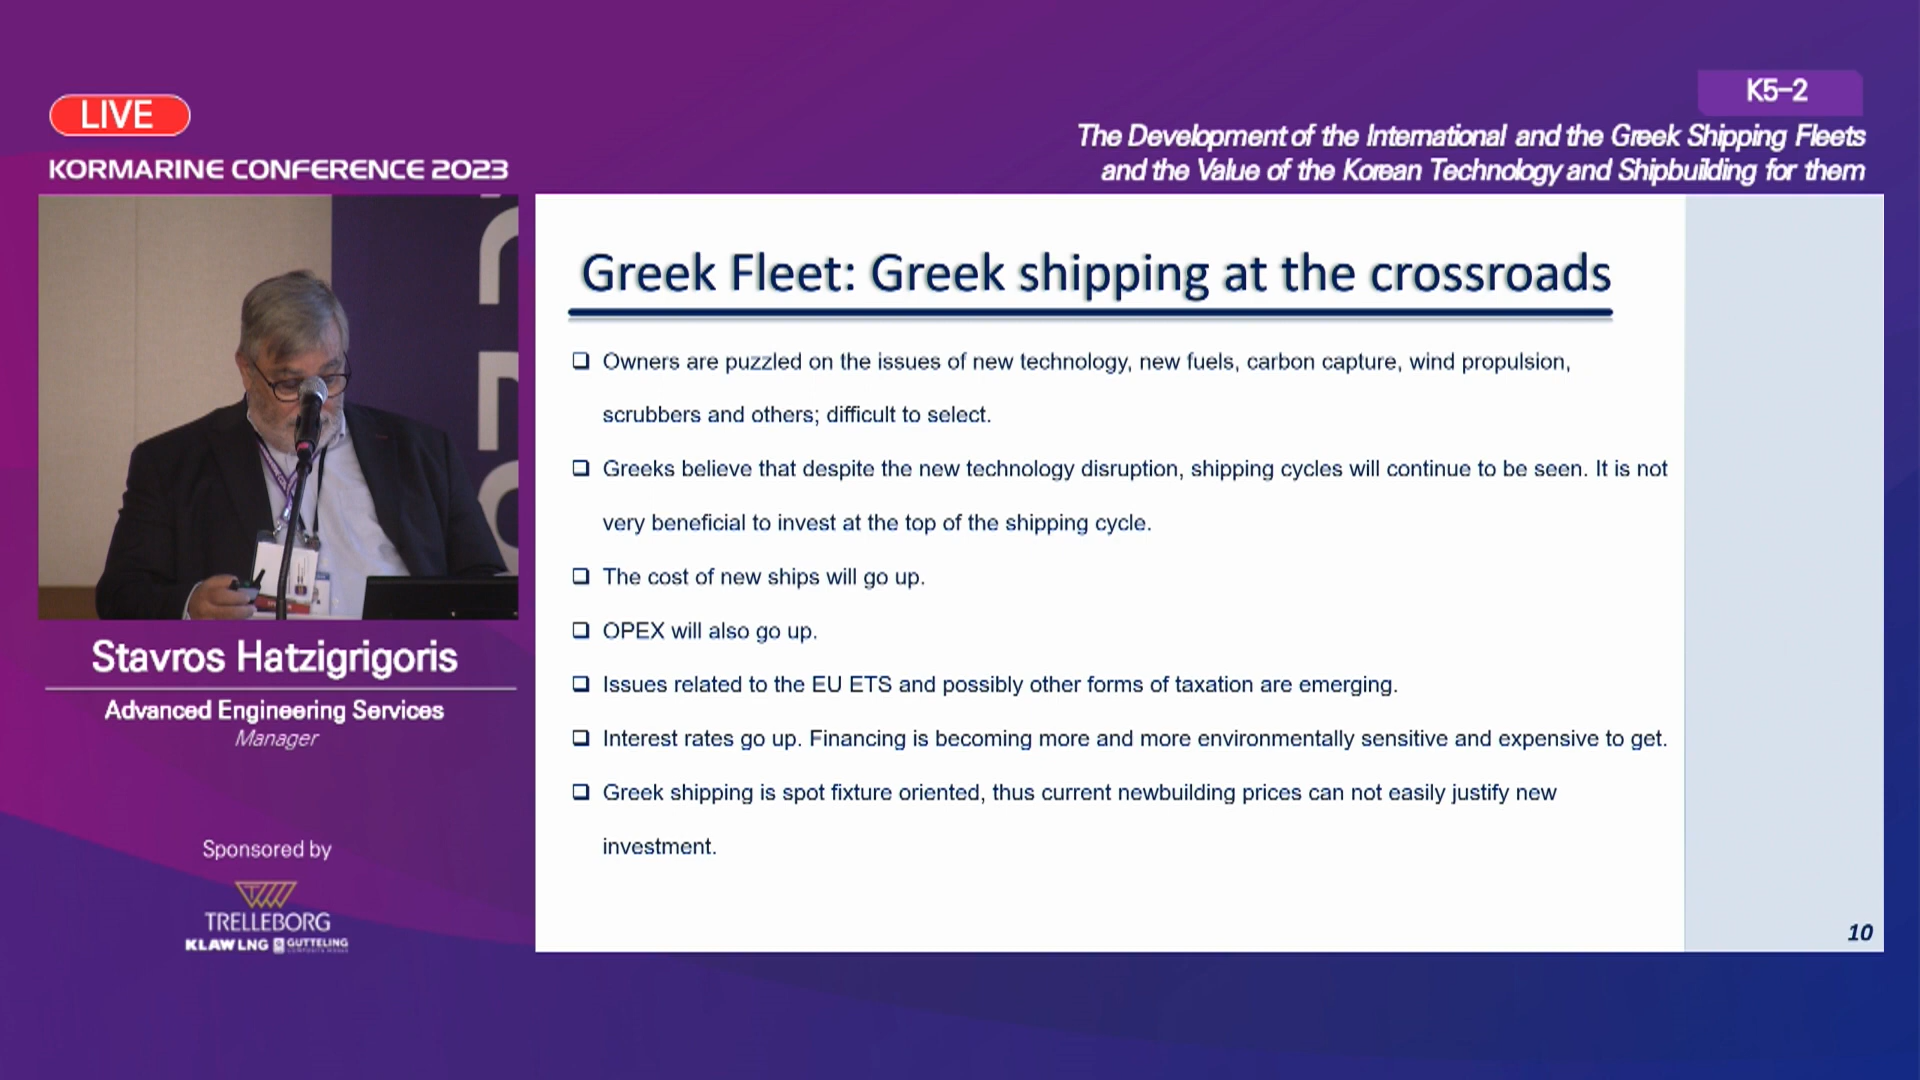 LIVE
KORMARINE CONFERENCE 2023
K5-2
The Development of the International and the Greek Shipping Fleets
and the Value of the Korean Technology and Shipbuilding for them
Greek Fleet: Greek shipping at the crossroads
Owners are puzzled on the issues of new technology, new fuels, carbon capture, wind propulsion,
scrubbers and others; difficult to select.
Greeks believe that despite the new technology disruption, shipping cycles will continue to be seen. It is not
very beneficial to invest at the top of the shipping cycle.
The cost of new ships will go up.
OPEX will also go up.
Issues related to the EU ETS and possibly other forms of taxation are emerging.
Interest rates go up. Financing is becoming more and more environmentally sensitive and expensive to get.
Greek shipping is spot fixture oriented, thus current newbuilding prices can not easily justify new
investment.
10
Stavros Hatzigrigoris
Advanced Engineering Services
Manager
Sponsored by
TRELLEBORG
KLAW LNG GUTTELING